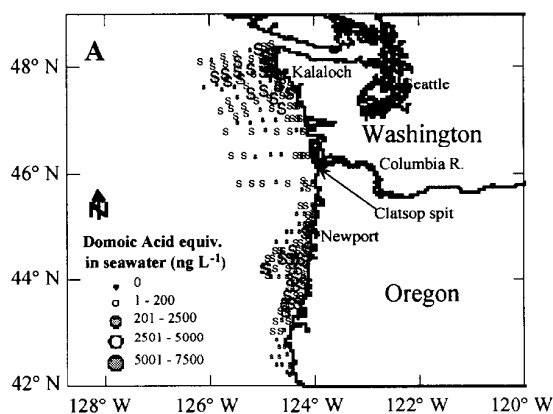 A
48° N
46° N
44° N
42° N
Kalaloch
Seattle
Washington
Columbia R.
Clatsop spit
Newport
Oregon
N
Domoic Acid equiv.
in seawater (ng L⁻¹)
0
1 - 200
201 - 2500
2501 - 5000
5001 - 7500
128° W
126° W
124° W
122° W
120° W